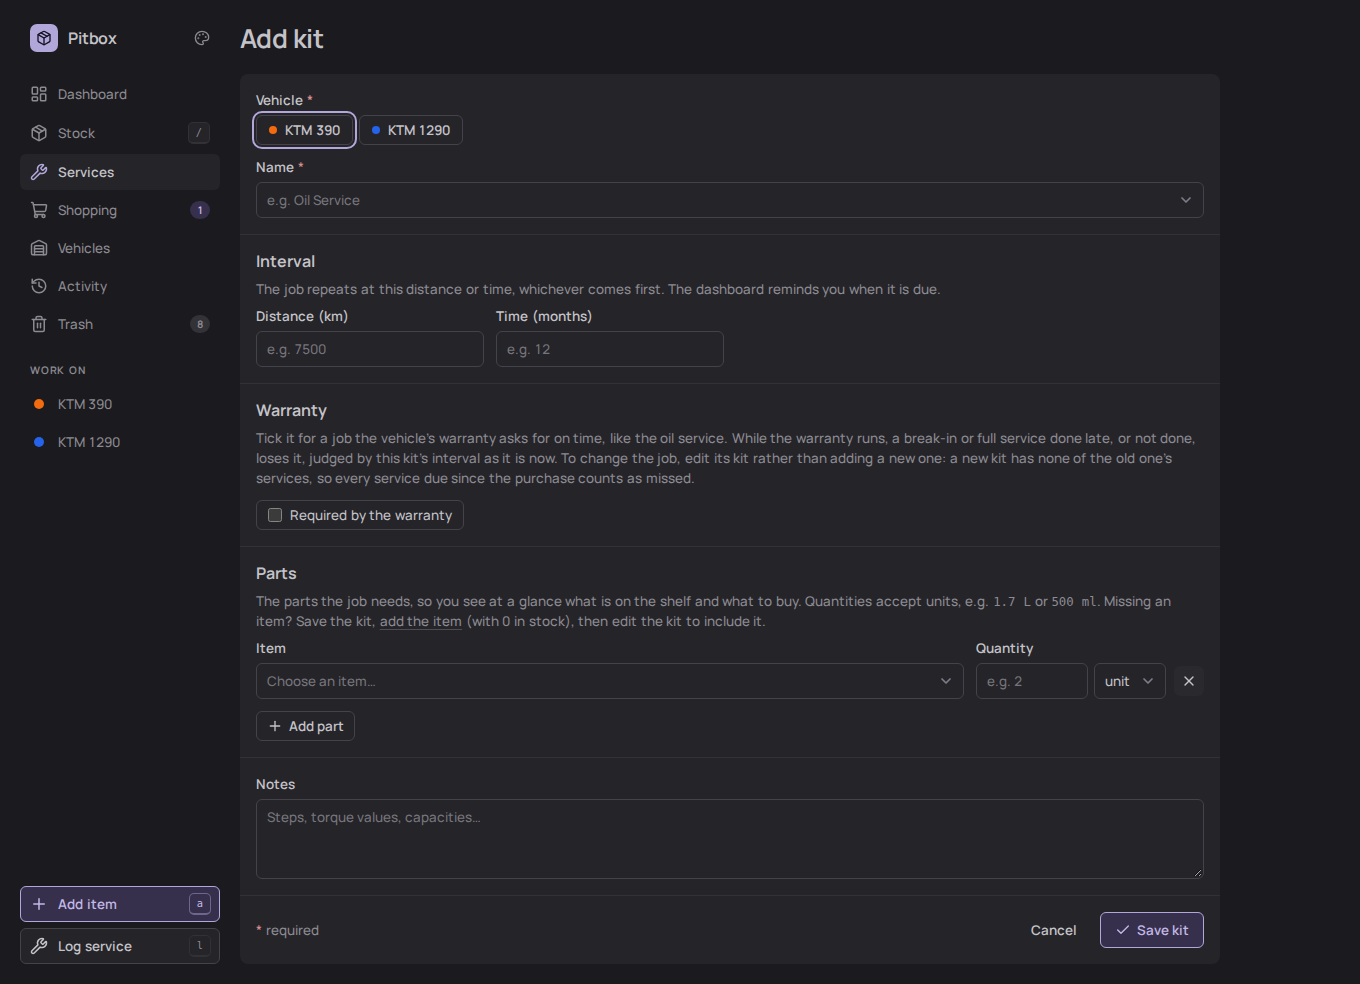 Pitbox
Dashboard
Stock /
Services
Shopping 1
Vehicles
Activity
Trash 8
WORK ON
KTM 390
KTM 1290
Add item a
Log service l
Add kit
Vehicle *
KTM 390 KTM 1290
Name *
e.g. Oil Service
Interval
The job repeats at this distance or time, whichever comes first. The dashboard reminds you when it is due.
Distance (km) Time (months)
e.g. 7500 e.g. 12
Warranty
Tick it for a job the vehicle's warranty asks for on time, like the oil service. While the warranty runs, a break-in or full service done late, or not done,
loses it, judged by this kit's interval as it is now. To change the job, edit its kit rather than adding a new one: a new kit has none of the old one's
services, so every service due since the purchase counts as missed.
Required by the warranty
Parts
The parts the job needs, so you see at a glance what is on the shelf and what to buy. Quantities accept units, e.g. 1.7 L or 500 ml. Missing an
item? Save the kit, add the item (with 0 in stock), then edit the kit to include it.
Item Quantity
Choose an item… e.g. 2 unit
Add part
Notes
Steps, torque values, capacities…
* required Cancel Save kit